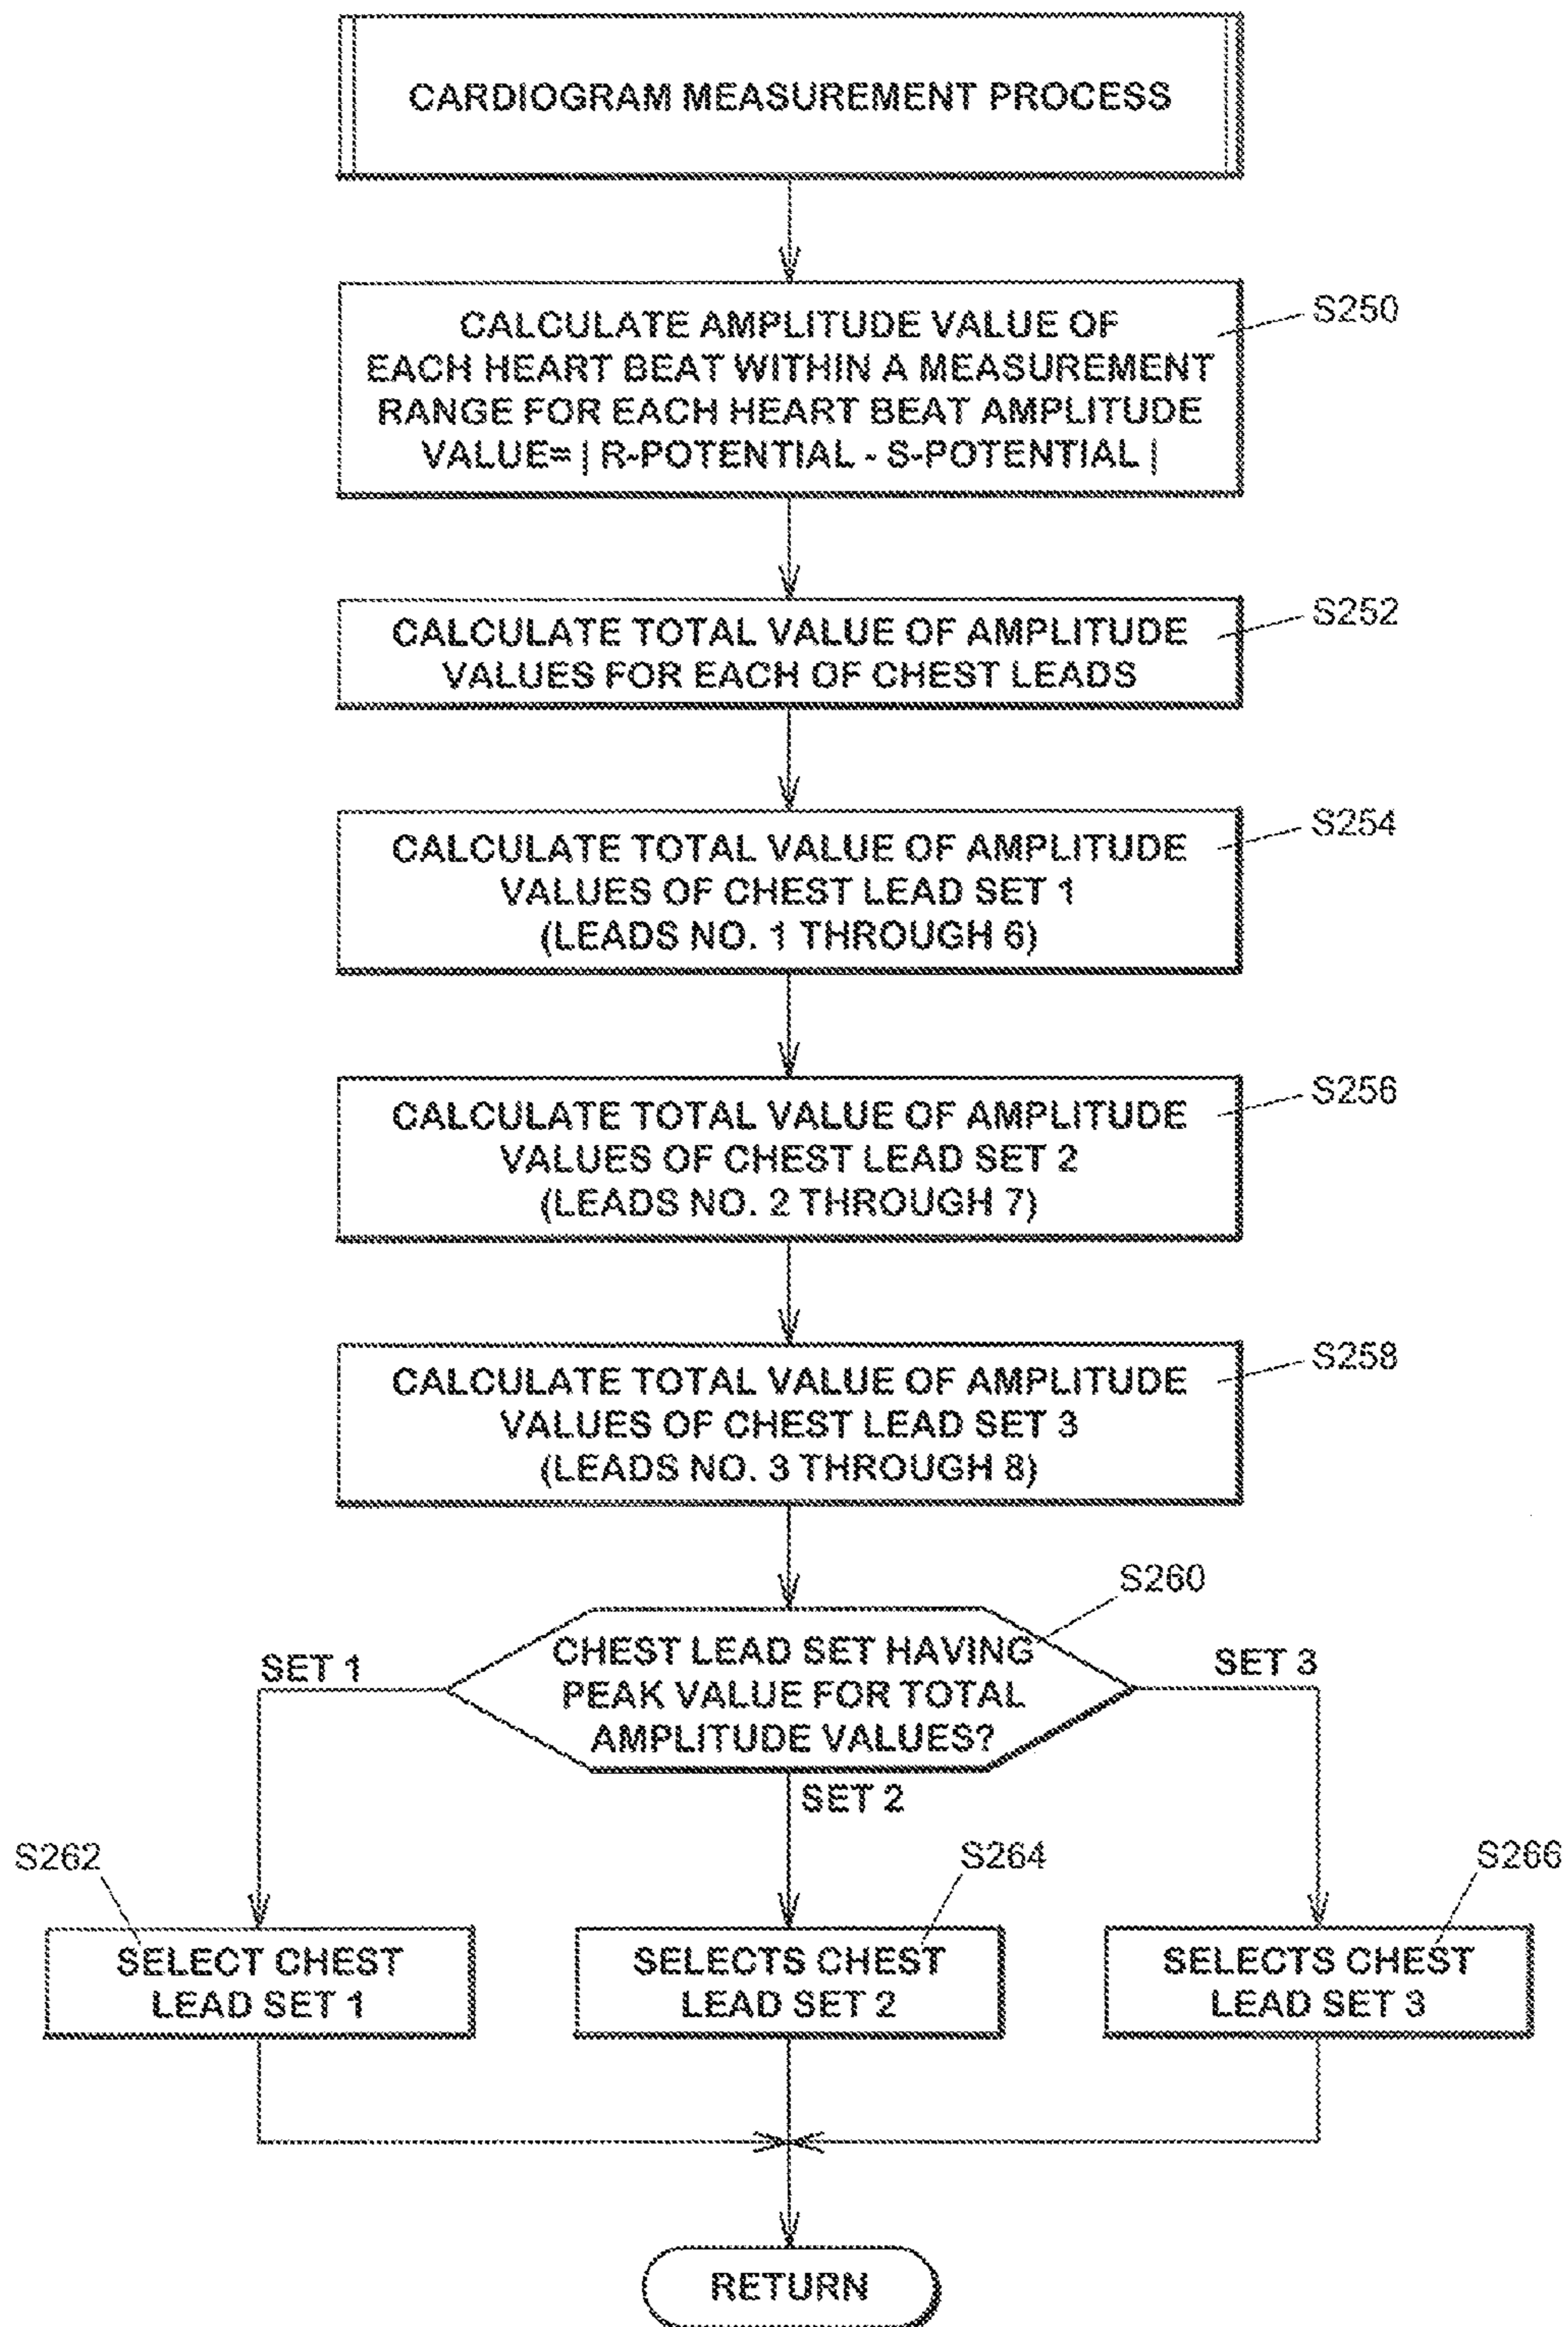 CARDIOGRAM MEASUREMENT PROCESS
CALCULATE AMPLITUDE VALUE OF
EACH HEART BEAT WITHIN A MEASUREMENT
RANGE FOR EACH HEART BEAT AMPLITUDE
VALUE= | R-POTENTIAL - S-POTENTIAL |
S250
CALCULATE TOTAL VALUE OF AMPLITUDE
VALUES FOR EACH OF CHEST LEADS
S252
CALCULATE TOTAL VALUE OF AMPLITUDE
VALUES OF CHEST LEAD SET 1
(LEADS NO. 1 THROUGH 6)
S254
CALCULATE TOTAL VALUE OF AMPLITUDE
VALUES OF CHEST LEAD SET 2
(LEADS NO. 2 THROUGH 7)
S256
CALCULATE TOTAL VALUE OF AMPLITUDE
VALUES OF CHEST LEAD SET 3
(LEADS NO. 3 THROUGH 8)
S258
S260
CHEST LEAD SET HAVING
PEAK VALUE FOR TOTAL
AMPLITUDE VALUES?
SET 1
SET 2
SET 3
S262
SELECT CHEST
LEAD SET 1
S264
SELECTS CHEST
LEAD SET 2
S266
SELECTS CHEST
LEAD SET 3
RETURN